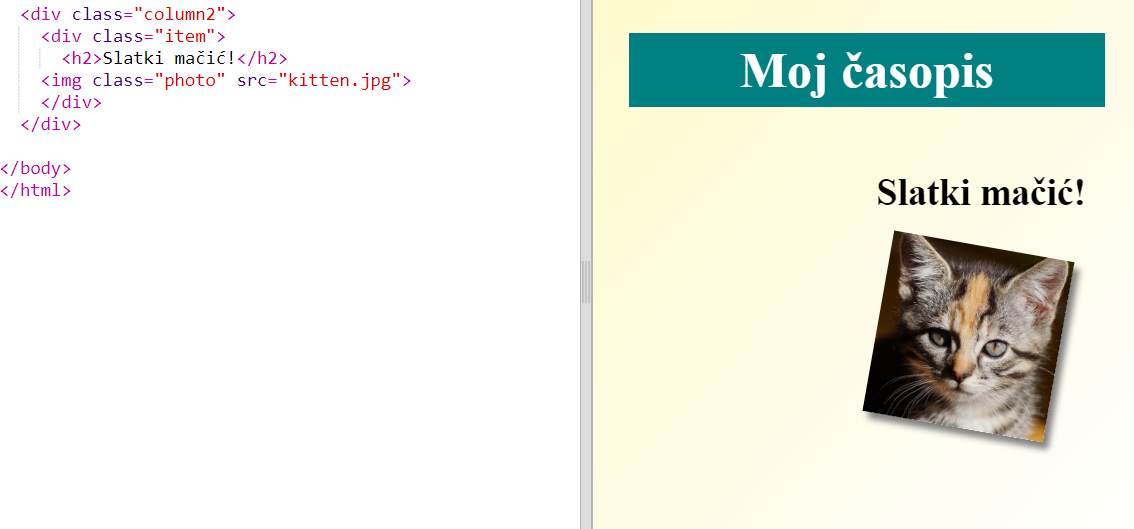 <div class="column2">
<div class="item">
<h2>Slatki mačić!</h2>
<img class="photo" src="kitten.jpg">
</div>
</div>
</body>
</html>
Moj časopis
Slatki mačić!